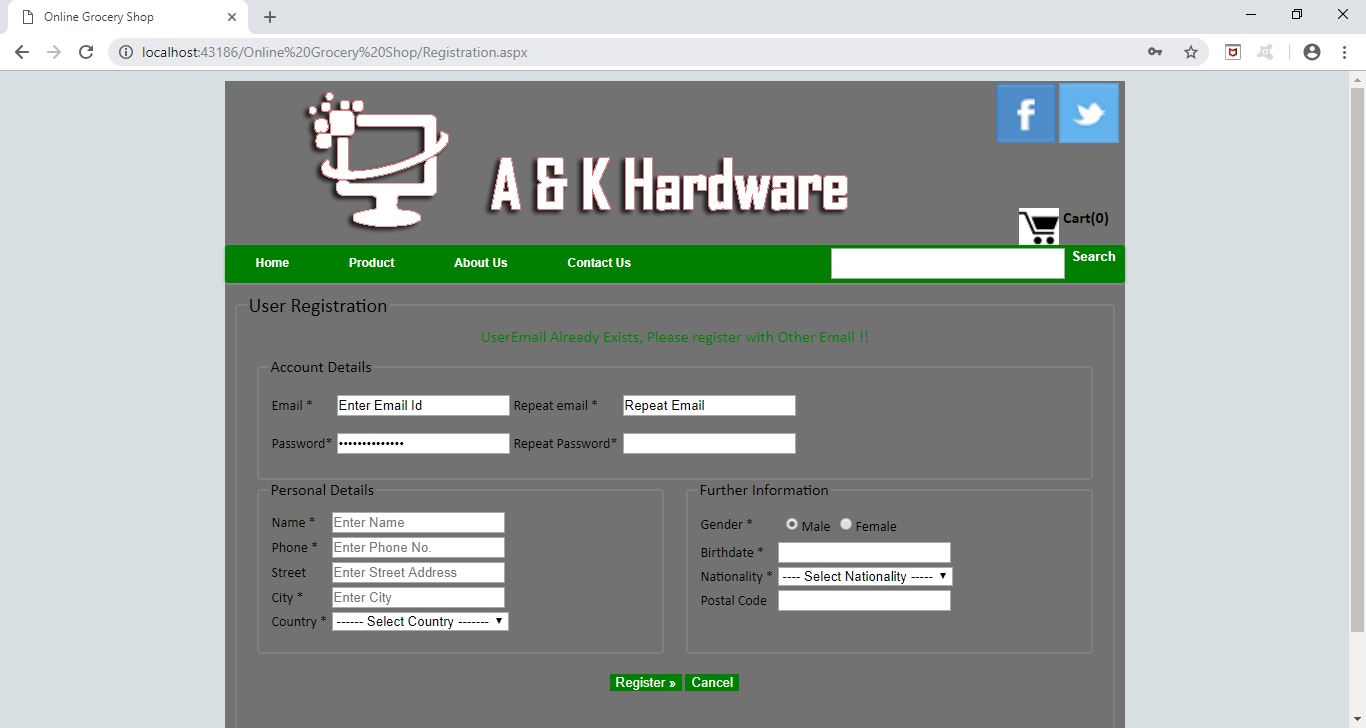 Online Grocery Shop
localhost:43186/Online%20Grocery%20Shop/Registration.aspx
f
A & K Hardware
Cart(0)
Home Product About Us Contact Us Search
User Registration
UserEmail Already Exists, Please register with Other Email !!
Account Details
Email * Enter Email Id Repeat email * Repeat Email
Password* •••••••••••••• Repeat Password*
Personal Details
Name * Enter Name
Phone * Enter Phone No.
Street Enter Street Address
City * Enter City
Country * ------ Select Country -------
Further Information
Gender * Male Female
Birthdate *
Nationality * ---- Select Nationality -----
Postal Code
Register » Cancel